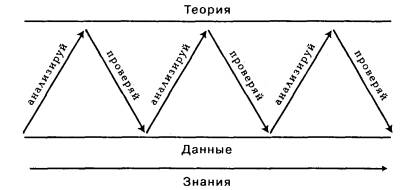 Теория
анализируй
проверяй
анализируй
проверяй
анализируй
проверяй
Данные
Знания